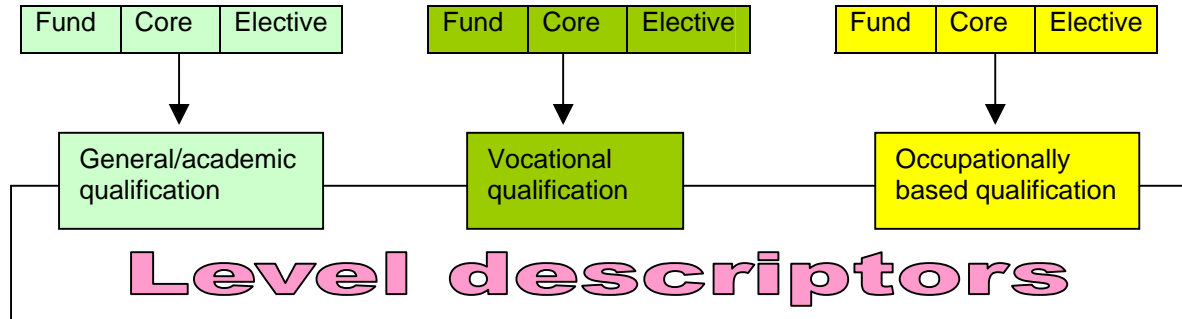 Fund Core Elective
Fund Core Elective
Fund Core Elective
General/academic
qualification
Vocational
qualification
Occupationally
based qualification
Level descriptors